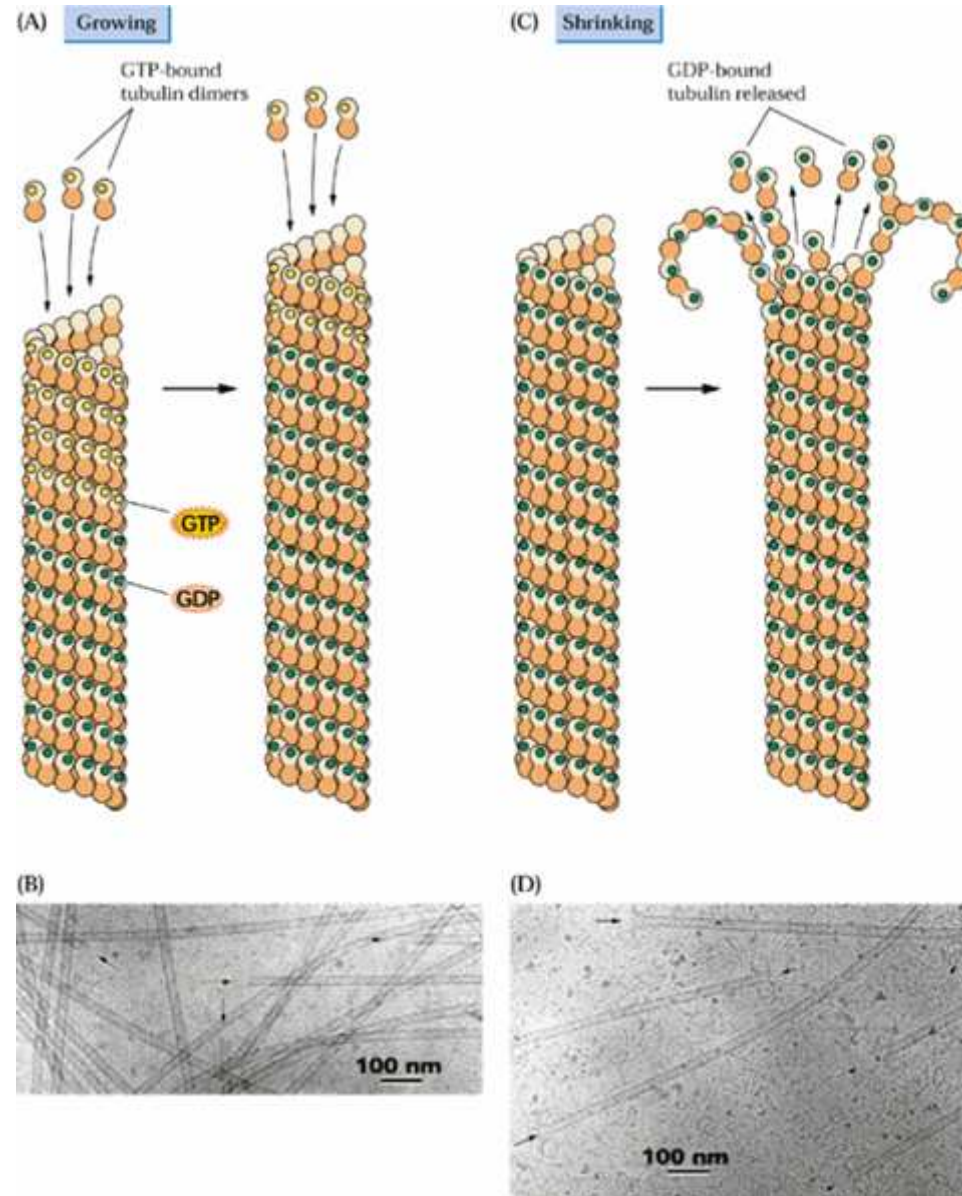 (A) Growing
GTP-bound
tubulin dimers
GTP
GDP
(C) Shrinking
GDP-bound
tubulin released
(B)
100 nm
(D)
100 nm